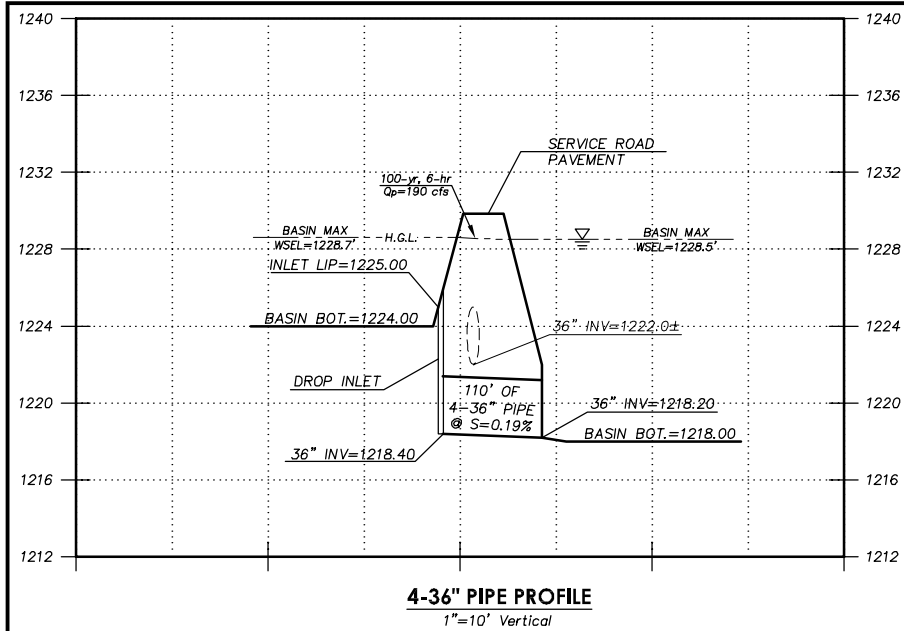 1240
1240
1236
1236
SERVICE ROAD
PAVEMENT
1232
1232
100-yr, 6-hr
Qp=190 cfs
BASIN MAX
WSEL=1228.7'
H.G.L.
BASIN MAX
WSEL=1228.5'
1228
1228
INLET LIP=1225.00
BASIN BOT.=1224.00
1224
1224
36" INV=1222.0±
DROP INLET
110' OF
4-36" PIPE
@ S=0.19%
36" INV=1218.20
1220
1220
BASIN BOT.=1218.00
36" INV=1218.40
1216
1216
1212
1212
4-36" PIPE PROFILE
1"=10' Vertical